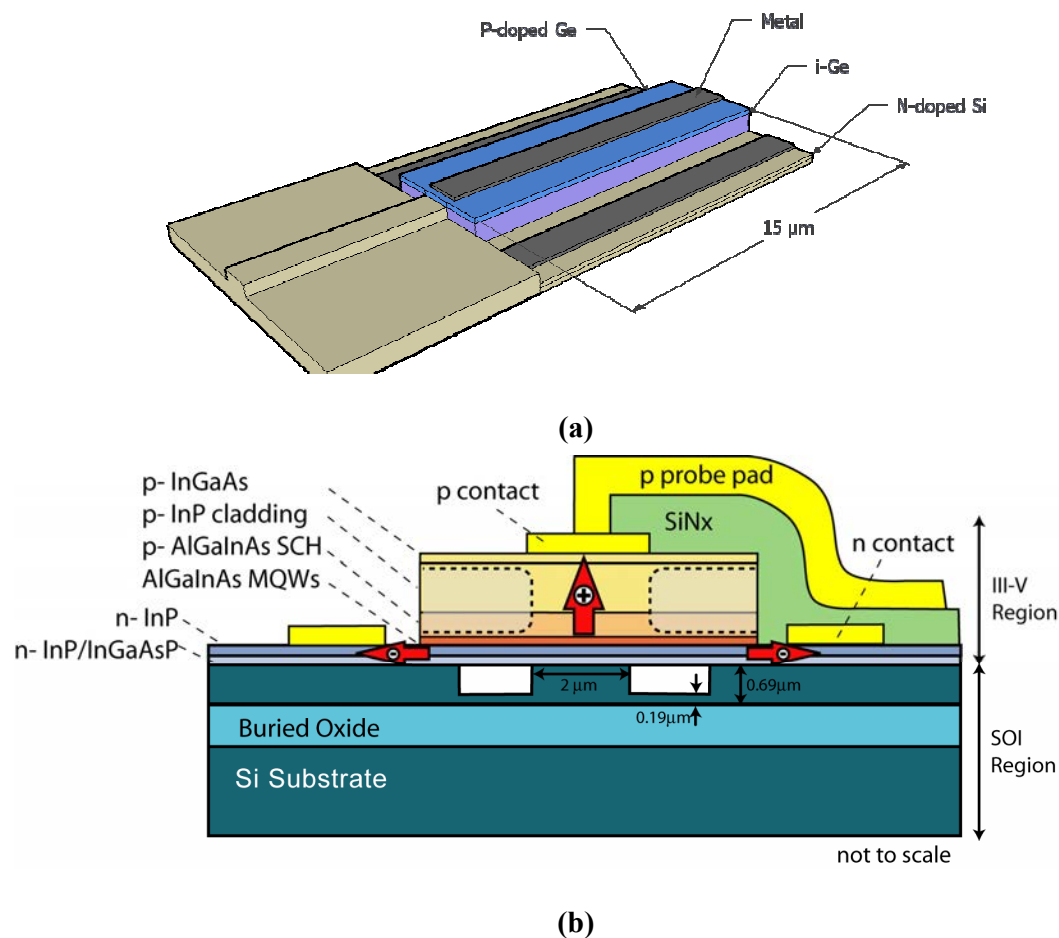 P-doped Ge
Metal
i-Ge
N-doped Si
15 μm
(a)
p- InGaAs
p- InP cladding
p- AlGaInAs SCH
AlGaInAs MQWs
n- InP
n- InP/InGaAsP
p contact
p probe pad
SiNx
n contact
III-V
Region
2 μm
0.69μm
0.19μm
Buried Oxide
Si Substrate
SOI
Region
not to scale
(b)